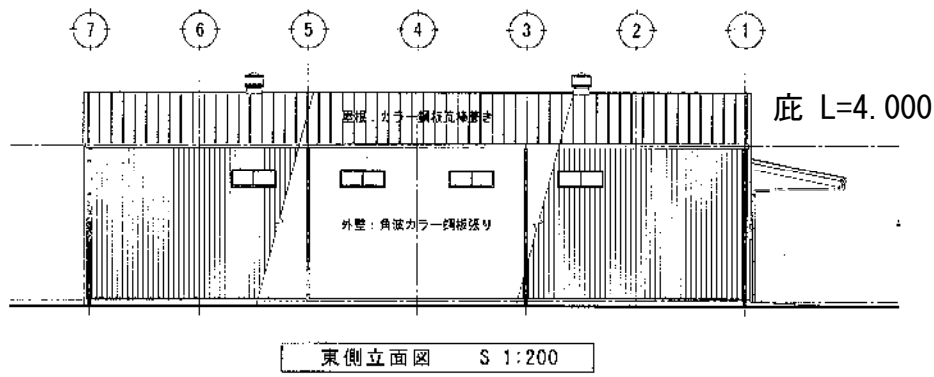 7 6 5 4 3 2 1
庇 L=4.000
屋根：カラー鋼板瓦棒葺き
外壁：角波カラー鋼板張り
東側立面図 S 1:200